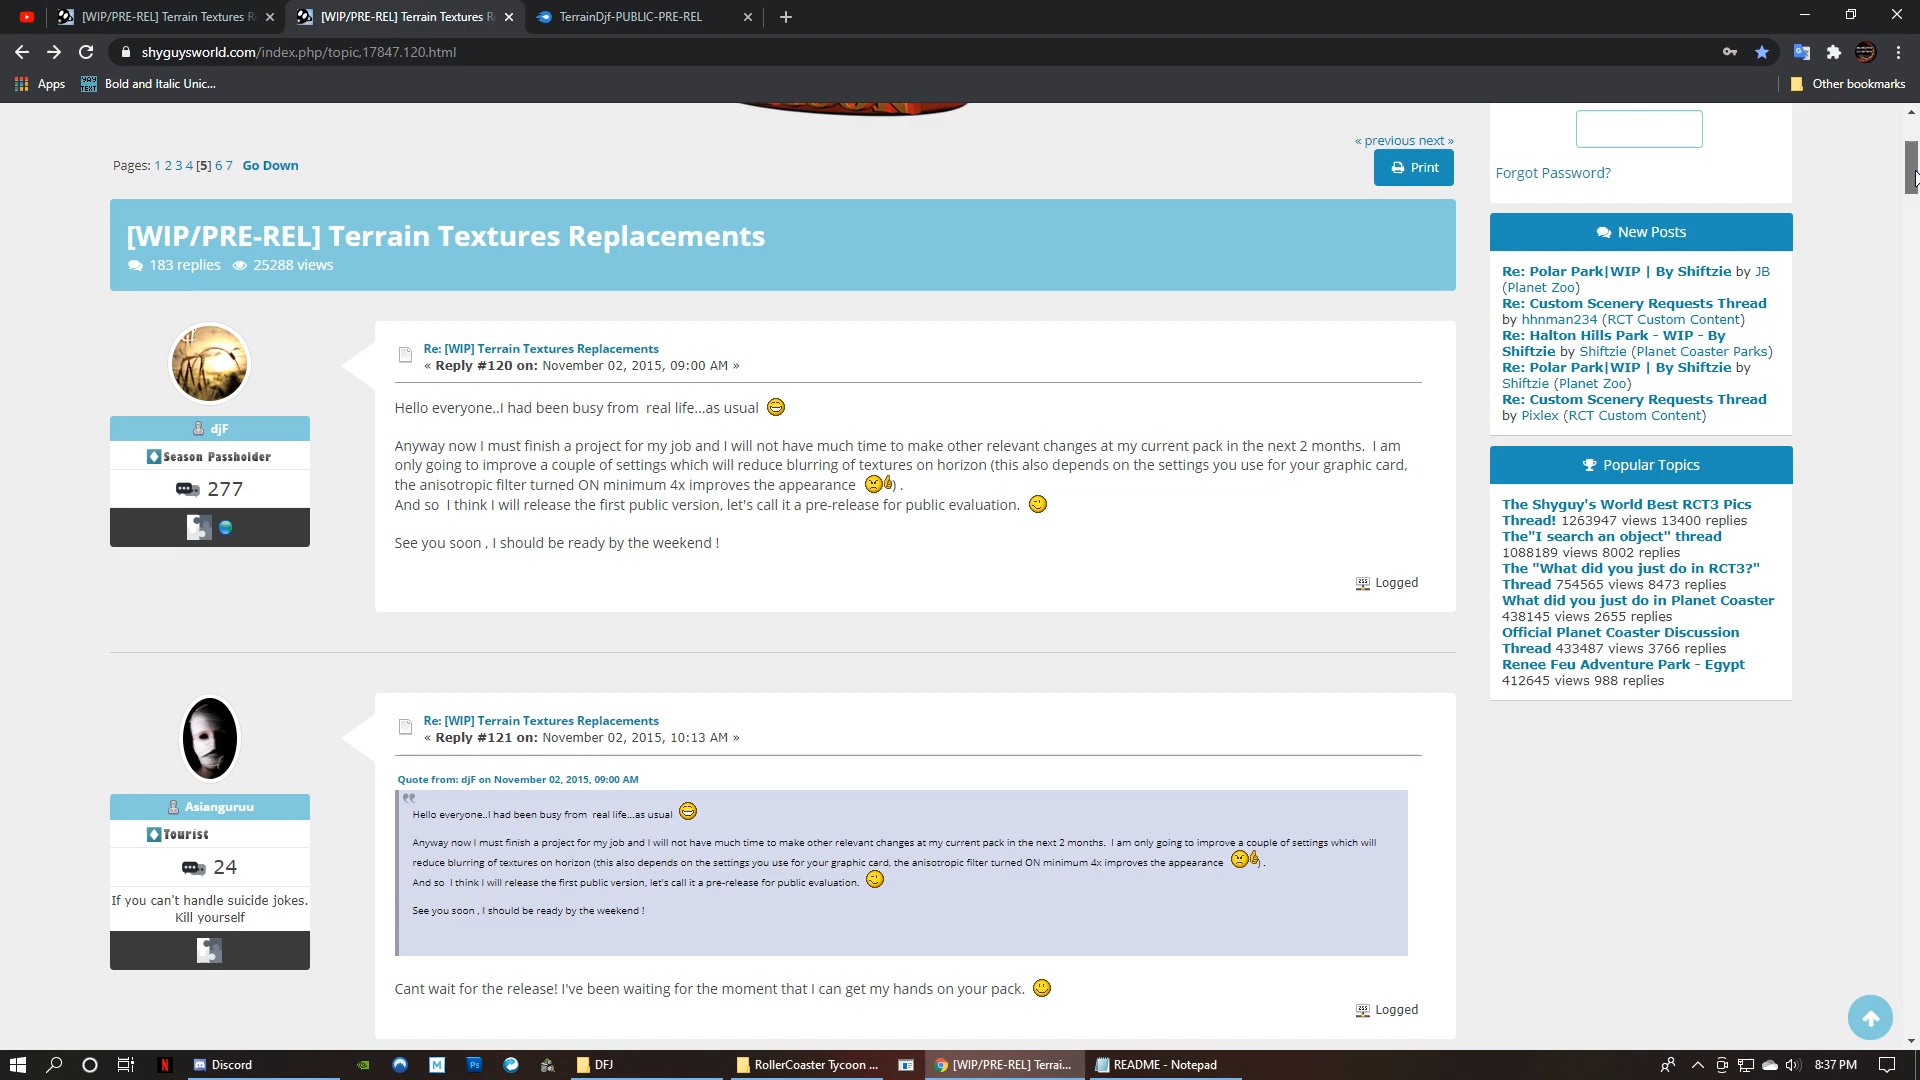 [WIP/PRE-REL] Terrain Textures R
[WIP/PRE-REL] Terrain Textures R
TerrainDjf-PUBLIC-PRE-REL
shyguysworld.com/index.php/topic,17847.120.html
Apps
Bold and Italic Unic...
Other bookmarks
« previous next »
Pages: 1 2 3 4 [5] 6 7 Go Down
Print
[WIP/PRE-REL] Terrain Textures Replacements
183 replies 25288 views
djF
Season Passholder
277
Re: [WIP] Terrain Textures Replacements
« Reply #120 on: November 02, 2015, 09:00 AM »
Hello everyone..I had been busy from real life...as usual
Anyway now I must finish a project for my job and I will not have much time to make other relevant changes at my current pack in the next 2 months. I am
only going to improve a couple of settings which will reduce blurring of textures on horizon (this also depends on the settings you use for your graphic card,
the anisotropic filter turned ON minimum 4x improves the appearance ) .
And so I think I will release the first public version, let's call it a pre-release for public evaluation.
See you soon , I should be ready by the weekend !
Logged
Asianguruu
Tourist
24
If you can't handle suicide jokes.
Kill yourself
Re: [WIP] Terrain Textures Replacements
« Reply #121 on: November 02, 2015, 10:13 AM »
Quote from: djF on November 02, 2015, 09:00 AM
Hello everyone..I had been busy from real life...as usual
Anyway now I must finish a project for my job and I will not have much time to make other relevant changes at my current pack in the next 2 months. I am only going to improve a couple of settings which will
reduce blurring of textures on horizon (this also depends on the settings you use for your graphic card, the anisotropic filter turned ON minimum 4x improves the appearance ) .
And so I think I will release the first public version, let's call it a pre-release for public evaluation.
See you soon , I should be ready by the weekend !
Cant wait for the release! I've been waiting for the moment that I can get my hands on your pack.
Logged
Forgot Password?
New Posts
Re: Polar Park|WIP | By Shiftzie by JB
(Planet Zoo)
Re: Custom Scenery Requests Thread
by hhnman234 (RCT Custom Content)
Re: Halton Hills Park - WIP - By
Shiftzie by Shiftzie (Planet Coaster Parks)
Re: Polar Park|WIP | By Shiftzie by
Shiftzie (Planet Zoo)
Re: Custom Scenery Requests Thread
by Pixlex (RCT Custom Content)
Popular Topics
The Shyguy's World Best RCT3 Pics
Thread! 1263947 views 13400 replies
The"I search an object" thread
1088189 views 8002 replies
The "What did you just do in RCT3?"
Thread 754565 views 8473 replies
What did you just do in Planet Coaster
438145 views 2655 replies
Official Planet Coaster Discussion
Thread 433487 views 3766 replies
Renee Feu Adventure Park - Egypt
412645 views 988 replies
Discord
DFJ
RollerCoaster Tycoon ...
[WIP/PRE-REL] Terrai...
README - Notepad
8:37 PM